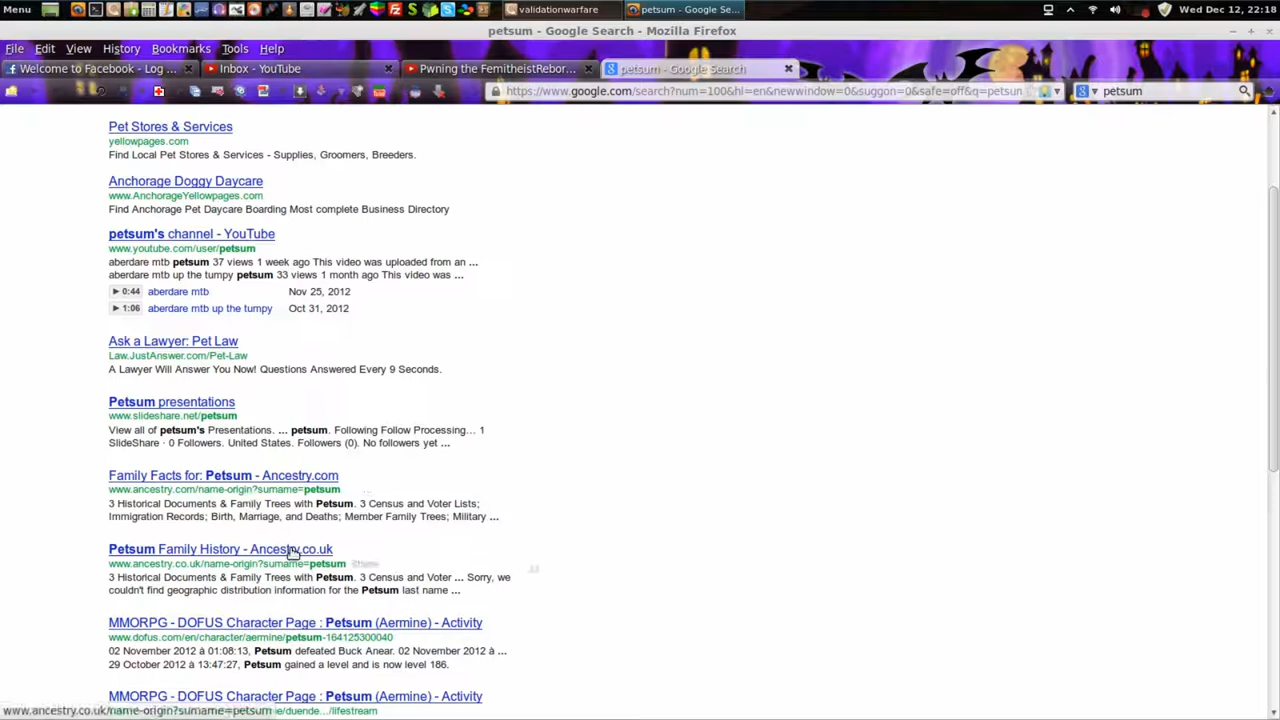 Menu
validationwarfare
petsum - Google Se...
Wed Dec 12, 22:18
petsum - Google Search - Mozilla Firefox
File Edit View History Bookmarks Tools Help
Welcome to Facebook - Log ...
Inbox - YouTube
Pwning the FemitheistRebor...
petsum - Google Search
https://www.google.com/search?num=100&hl=en&newwindow=0&suggon=0&safe=off&q=petsun
petsum
Pet Stores & Services
yellowpages.com
Find Local Pet Stores & Services - Supplies, Groomers, Breeders.
Anchorage Doggy Daycare
www.AnchorageYellowpages.com
Find Anchorage Pet Daycare Boarding Most complete Business Directory
petsum's channel - YouTube
www.youtube.com/user/petsum
aberdare mtb petsum 37 views 1 week ago This video was uploaded from an ...
aberdare mtb up the tumpy petsum 33 views 1 month ago This video was ...
0:44 aberdare mtb Nov 25, 2012
1:06 aberdare mtb up the tumpy Oct 31, 2012
Ask a Lawyer: Pet Law
Law.JustAnswer.com/Pet-Law
A Lawyer Will Answer You Now! Questions Answered Every 9 Seconds.
Petsum presentations
www.slideshare.net/petsum
View all of petsum's Presentations. ... petsum. Following Follow Processing... 1
SlideShare · 0 Followers. United States. Followers (0). No followers yet ...
Family Facts for: Petsum - Ancestry.com
www.ancestry.com/name-origin?surname=petsum
3 Historical Documents & Family Trees with Petsum. 3 Census and Voter Lists;
Immigration Records; Birth, Marriage, and Deaths; Member Family Trees; Military ...
Petsum Family History - Ancestry.co.uk
www.ancestry.co.uk/name-origin?surname=petsum Share
3 Historical Documents & Family Trees with Petsum. 3 Census and Voter ... Sorry, we
couldn't find geographic distribution information for the Petsum last name ...
MMORPG - DOFUS Character Page : Petsum (Aermine) - Activity
www.dofus.com/en/character/aermine/petsum-164125300040
02 November 2012 à 01:08:13, Petsum defeated Buck Anear. 02 November 2012 à ...
29 October 2012 à 13:47:27, Petsum gained a level and is now level 186.
MMORPG - DOFUS Character Page : Petsum (Aermine) - Activity
www.ancestry.co.uk/name-origin?surname=petsum ie/duende.../lifestream